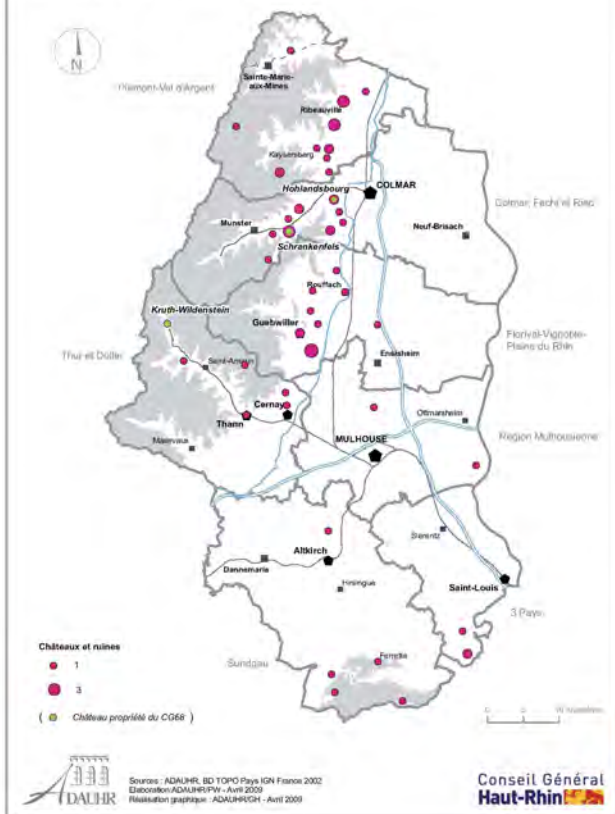 N
Sainte-Marie-
aux-Mines
Piémont-Val d'Argent
Ribeauville
Kaysersberg
Hohlandsbourg
COLMAR
Colmar, Fecht et Ried
Munster
Neuf-Brisach
Schrankenfels
Rouffach
Kruth-Wildenstein
Guebwiller
Florival-Vignoble-
Plaine du Rhin
Thur et Doller
Saint-Amarin
Ensisheim
Cernay
Thann
Ottmarsheim
MULHOUSE
Région Mulhousienne
Masevaux
Sierentz
Altkirch
Dannemarie
Hirsingue
Saint-Louis
3 Pays
Châteaux et ruines
1
3
( Château propriété du CG68 )
Sundgau
Ferrette
ADAUHR
Sources : ADAUHR, BD TOPO Pays IGN France 2002
Elaboration ADAUHR/PW - Avril 2009
Réalisation graphique : ADAUHR/GH - Avril 2009
Conseil Général
Haut-Rhin